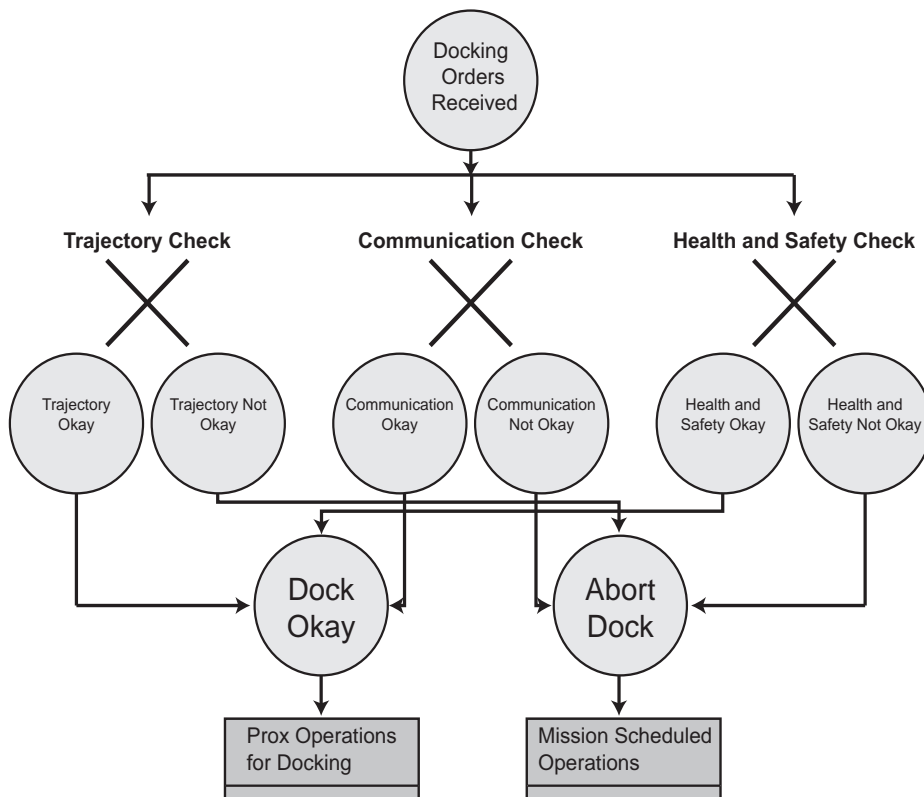 Docking
Orders
Received
Trajectory Check
Communication Check
Health and Safety Check
Trajectory
Okay
Trajectory Not
Okay
Communication
Okay
Communication
Not Okay
Health and
Safety Okay
Health and
Safety Not Okay
Dock
Okay
Abort
Dock
Prox Operations
for Docking
Mission Scheduled
Operations